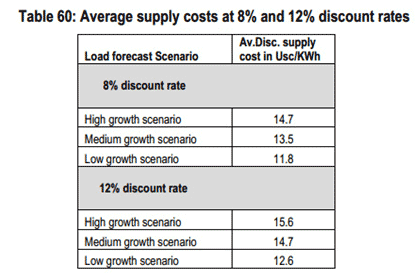 Table 60: Average supply costs at 8% and 12% discount rates
Load forecast Scenario
Av.Disc. supply
cost in Usc/KWh
8% discount rate
High growth scenario 14.7
Medium growth scenario 13.5
Low growth scenario 11.8
12% discount rate
High growth scenario 15.6
Medium growth scenario 14.7
Low growth scenario 12.6